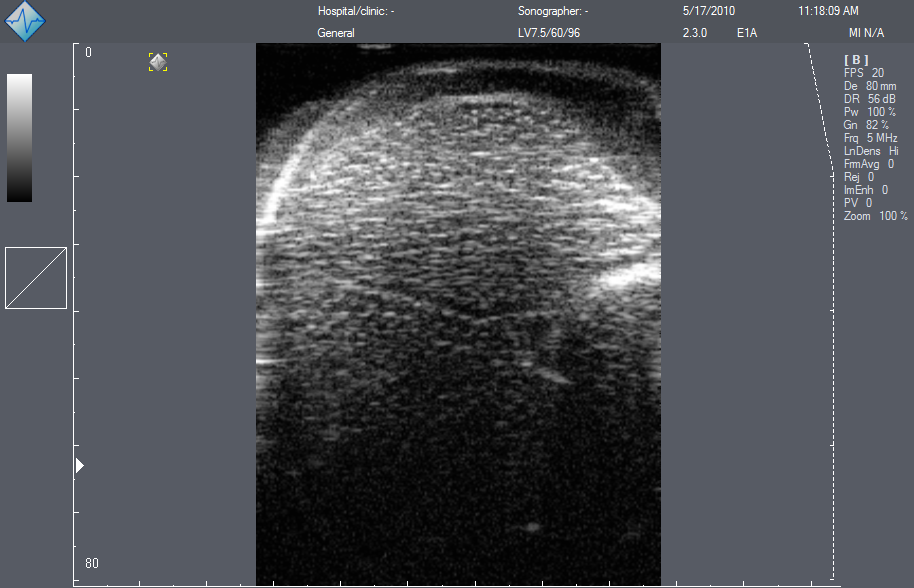 Hospital/clinic: - Sonographer: - 5/17/2010 11:18:09 AM
General LV7.5/60/96 2.3.0 E1A MI N/A
0
[ B ]
FPS 20
De 80 mm
DR 56 dB
Pw 100 %
Gn 82 %
Frq 5 MHz
LnDens Hi
FrmAvg 0
Rej 0
ImEnh 0
PV 0
Zoom 100 %
80